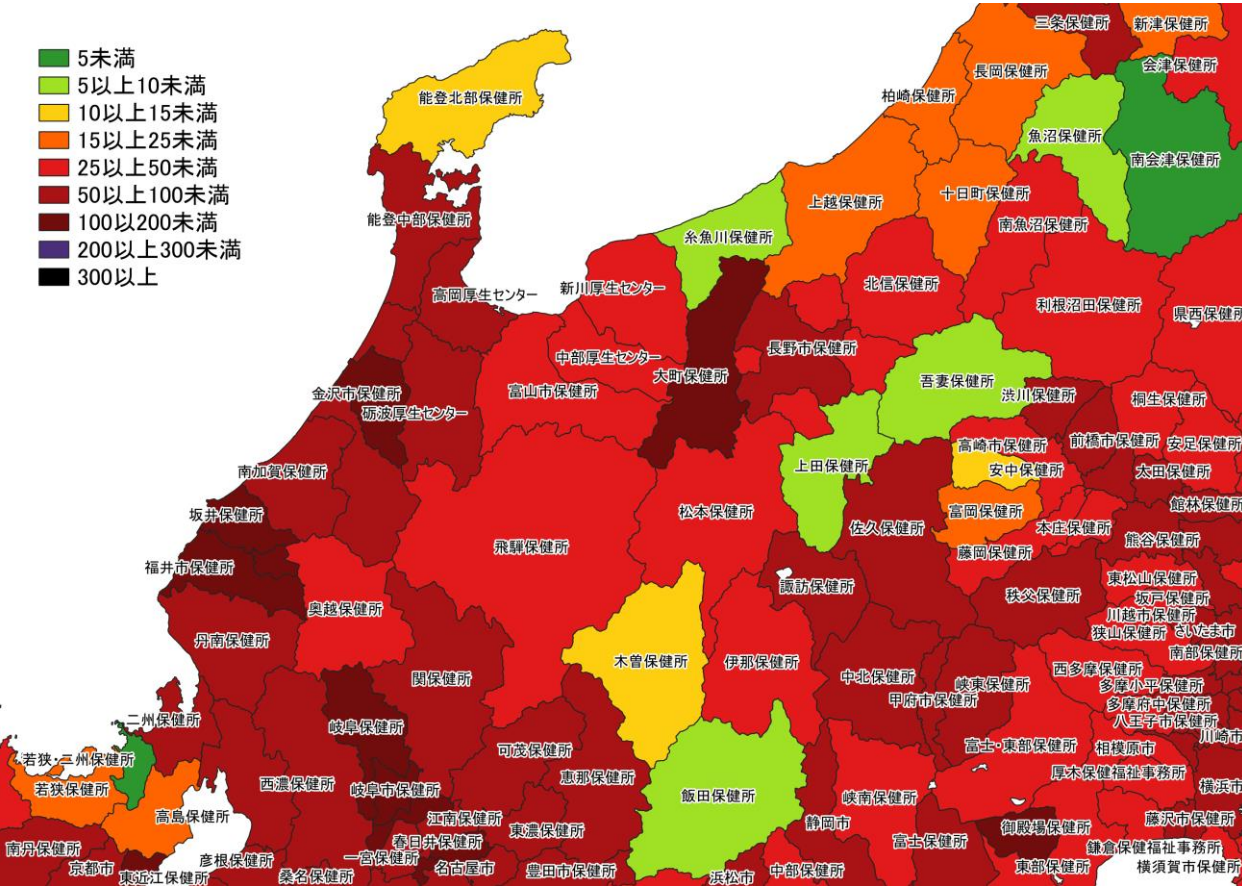 5未満
5以上10未満
10以上15未満
15以上25未満
25以上50未満
50以上100未満
100以200未満
200以上300未満
300以上
三条保健所
新津保健所
会津保健所
長岡保健所
柏崎保健所
能登北部保健所
魚沼保健所
南会津保健所
十日町保健所
上越保健所
能登中部保健所
南魚沼保健所
糸魚川保健所
北信保健所
新川厚生センター
高岡厚生センター
利根沼田保健所
県西保健所
長野市保健所
中部厚生センター
大町保健所
富山市保健所
吾妻保健所
渋川保健所
金沢市保健所
砺波厚生センター
桐生保健所
前橋市保健所
安足保健所
高崎市保健所
安中保健所
太田保健所
上田保健所
南加賀保健所
館林保健所
坂井保健所
松本保健所
富岡保健所
佐久保健所
本庄保健所
熊谷保健所
飛騨保健所
藤岡保健所
福井市保健所
東松山保健所
諏訪保健所
秩父保健所
坂戸保健所
奥越保健所
川越市保健所
狭山保健所
さいたま市
丹南保健所
南部保健所
木曽保健所
伊那保健所
西多摩保健所
関保健所
中北保健所
峡東保健所
多摩小平保健所
甲府市保健所
多摩府中保健所
二州保健所
岐阜保健所
八王子市保健所
川崎市
可茂保健所
富士・東部保健所
相模原市
若狭・二州保健所
恵那保健所
厚木保健福祉事務所
若狭保健所
西濃保健所
岐阜市保健所
飯田保健所
峡南保健所
横浜市
高島保健所
江南保健所
東濃保健所
静岡市
御殿場保健所
藤沢市保健所
南丹保健所
春日井保健所
富士保健所
鎌倉保健福祉事務所
京都市
彦根保健所
一宮保健所
名古屋市
豊田市保健所
中部保健所
東部保健所
横須賀市保健所
東近江保健所
桑名保健所
浜松市